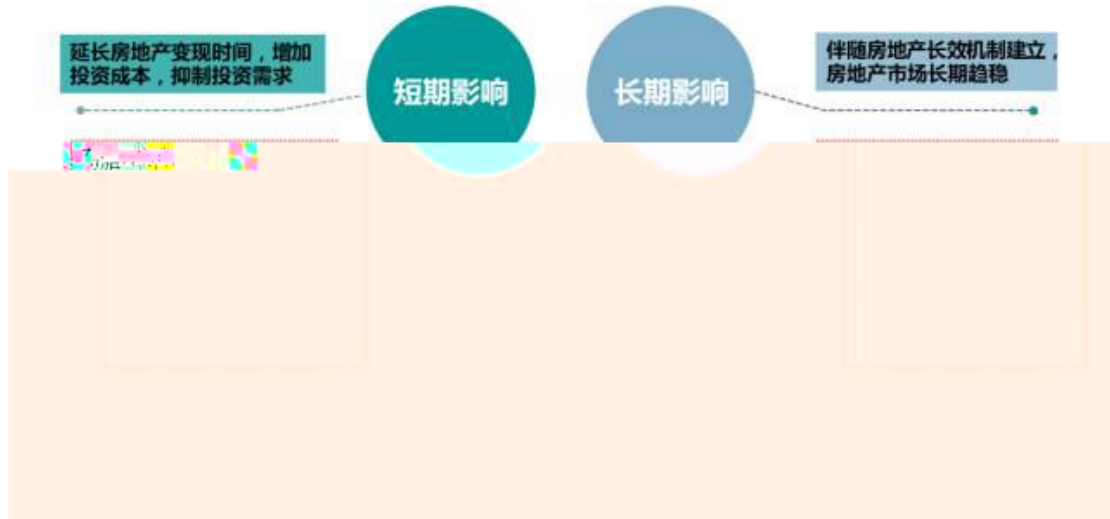 延长房地产变现时间，增加
投资成本，抑制投资需求
短期影响
长期影响
伴随房地产长效机制建立，
房地产市场长期趋稳